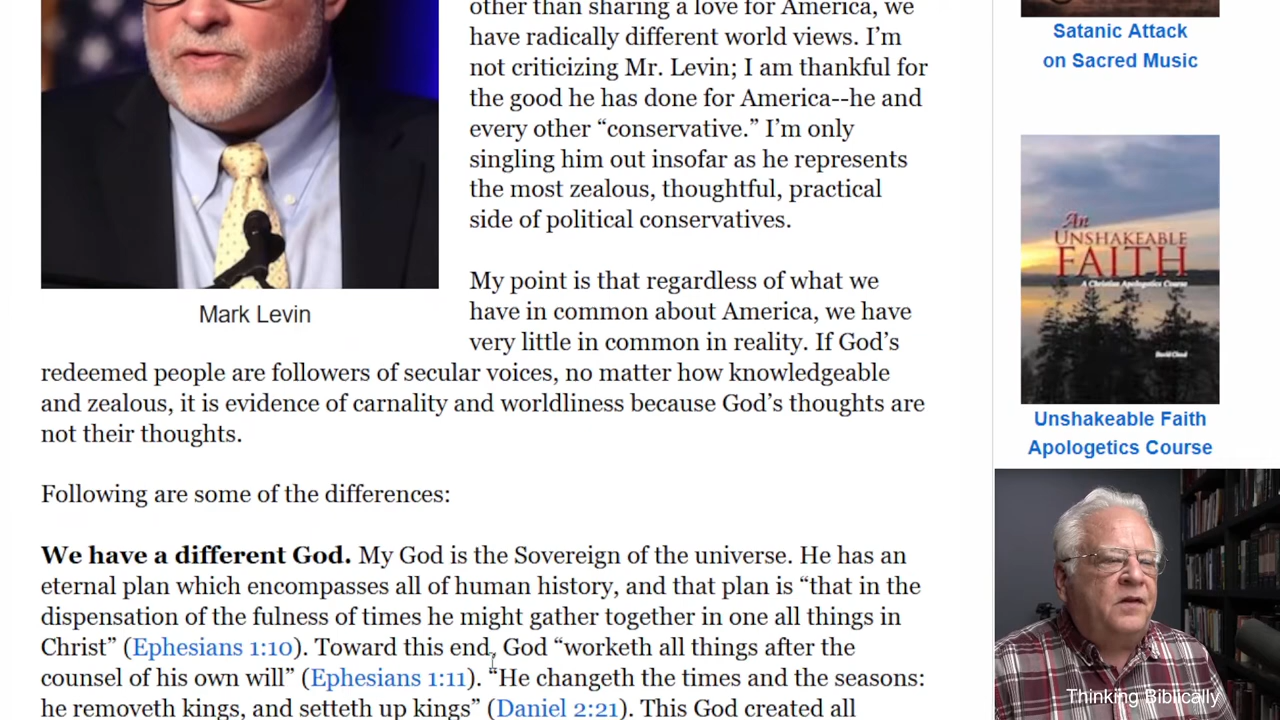 other than sharing a love for America, we
have radically different world views. I’m
not criticizing Mr. Levin; I am thankful for
the good he has done for America--he and
every other “conservative.” I’m only
singling him out insofar as he represents
the most zealous, thoughtful, practical
side of political conservatives.
Mark Levin
My point is that regardless of what we
have in common about America, we have
very little in common in reality. If God’s
redeemed people are followers of secular voices, no matter how knowledgeable
and zealous, it is evidence of carnality and worldliness because God’s thoughts are
not their thoughts.
Following are some of the differences:
We have a different God. My God is the Sovereign of the universe. He has an
eternal plan which encompasses all of human history, and that plan is “that in the
dispensation of the fulness of times he might gather together in one all things in
Christ” (Ephesians 1:10). Toward this end, God “worketh all things after the
counsel of his own will” (Ephesians 1:11). “He changeth the times and the seasons:
he removeth kings, and setteth up kings” (Daniel 2:21). This God created all
Satanic Attack
on Sacred Music
An
UNSHAKEABLE
FAITH
A Christian Apologetics Course
David Cloud
Unshakeable Faith
Apologetics Course
Thinking Biblically